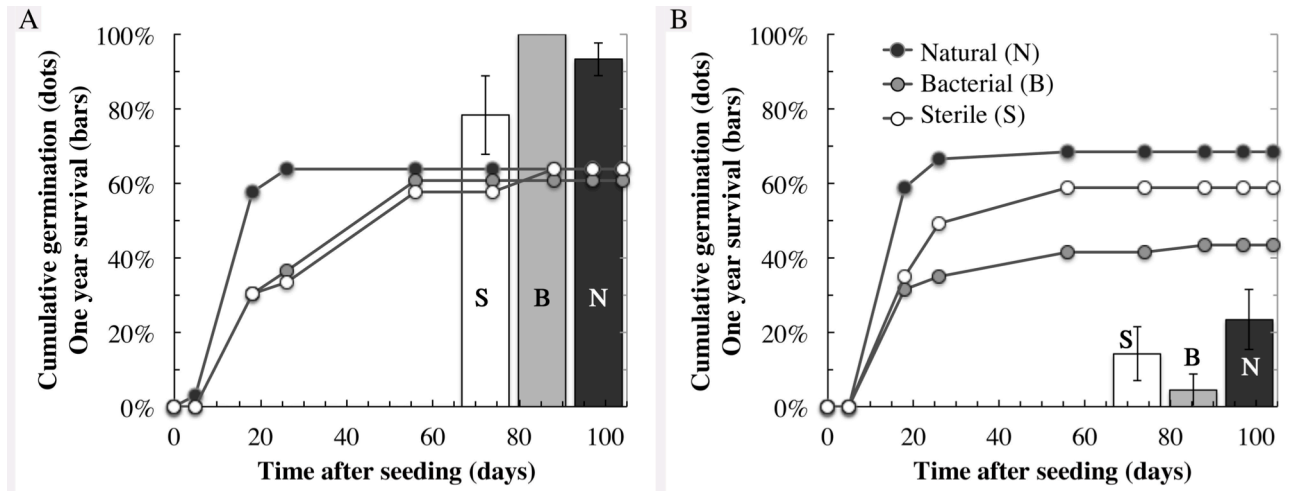 A
Cumulative germination (dots)
One year survival (bars)
100%
80%
60%
40%
20%
0%
S
B
N
0 20 40 60 80 100
Time after seeding (days)
B
Cumulative germination (dots)
One year survival (bars)
100%
80%
60%
40%
20%
0%
Natural (N)
Bacterial (B)
Sterile (S)
S
B
N
0 20 40 60 80 100
Time after seeding (days)